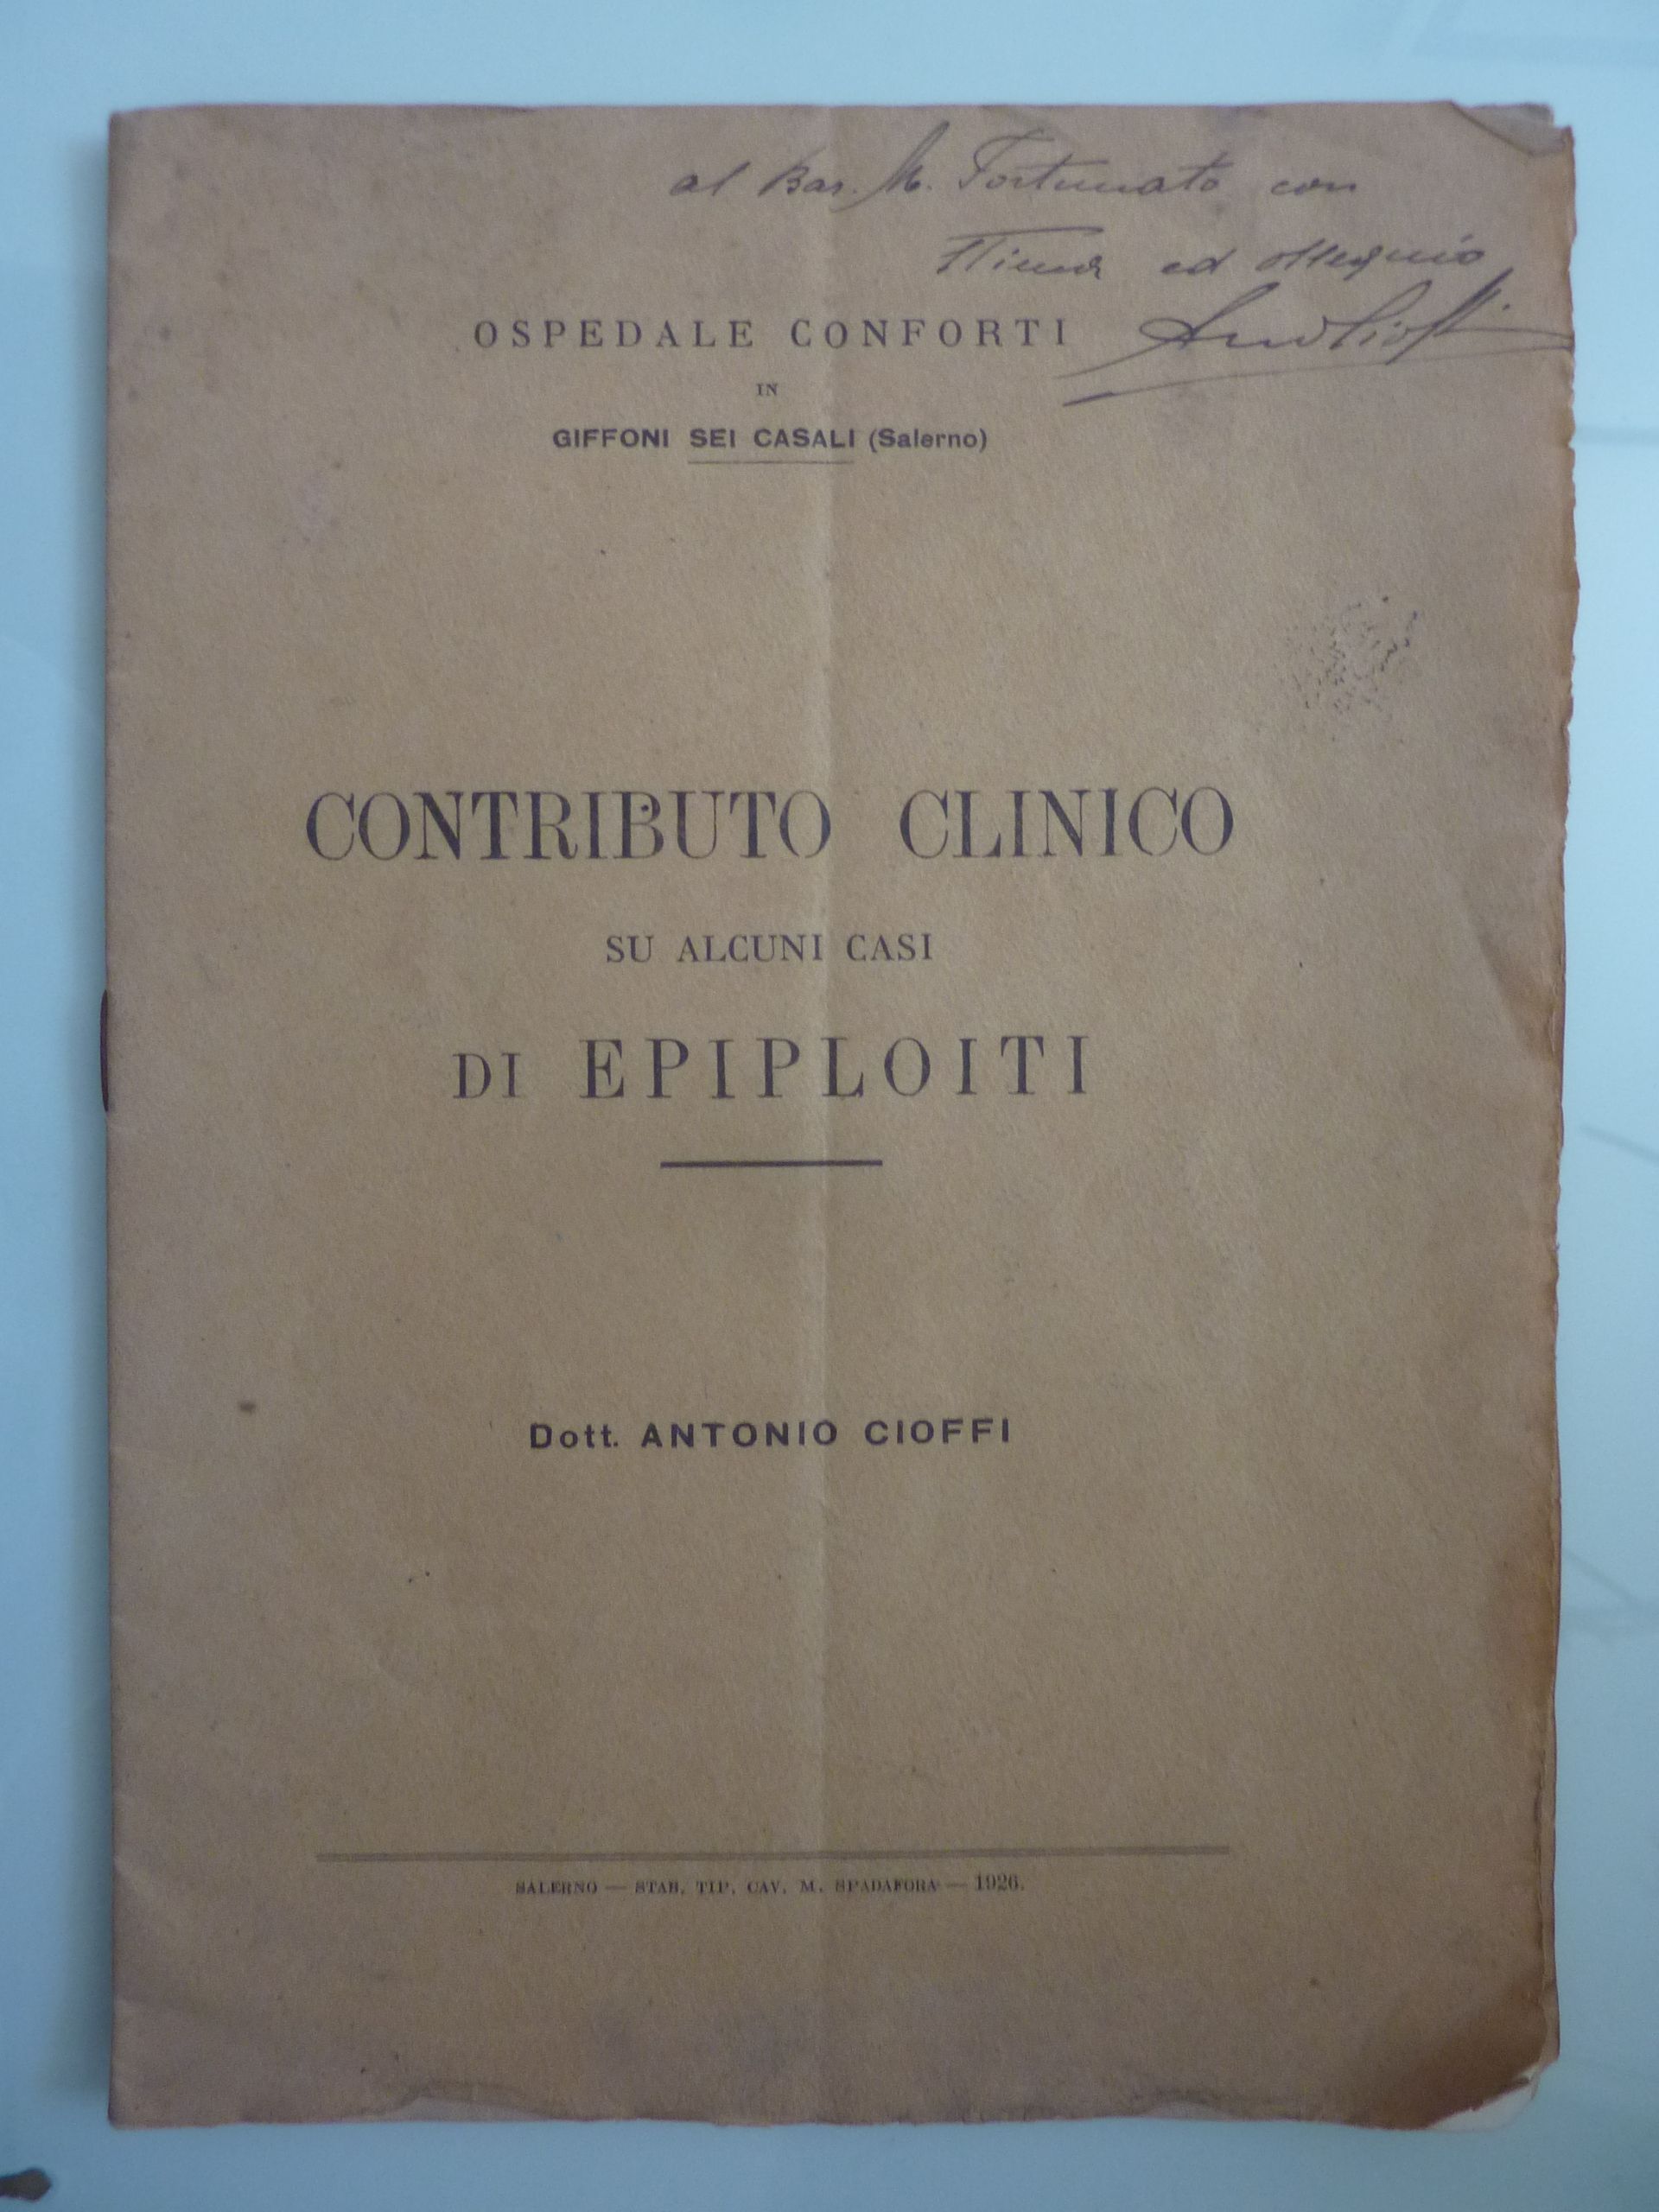 al Bar. M. Fortunato con
stima ed ossequio
OSPEDALE CONFORTI
IN
GIFFONI SEI CASALI (Salerno)
CONTRIBUTO CLINICO
SU ALCUNI CASI
DI EPIPLOITI
Dott. ANTONIO CIOFFI
SALERNO — STAB. TIP. CAV. M. SPADAFORA — 1926.